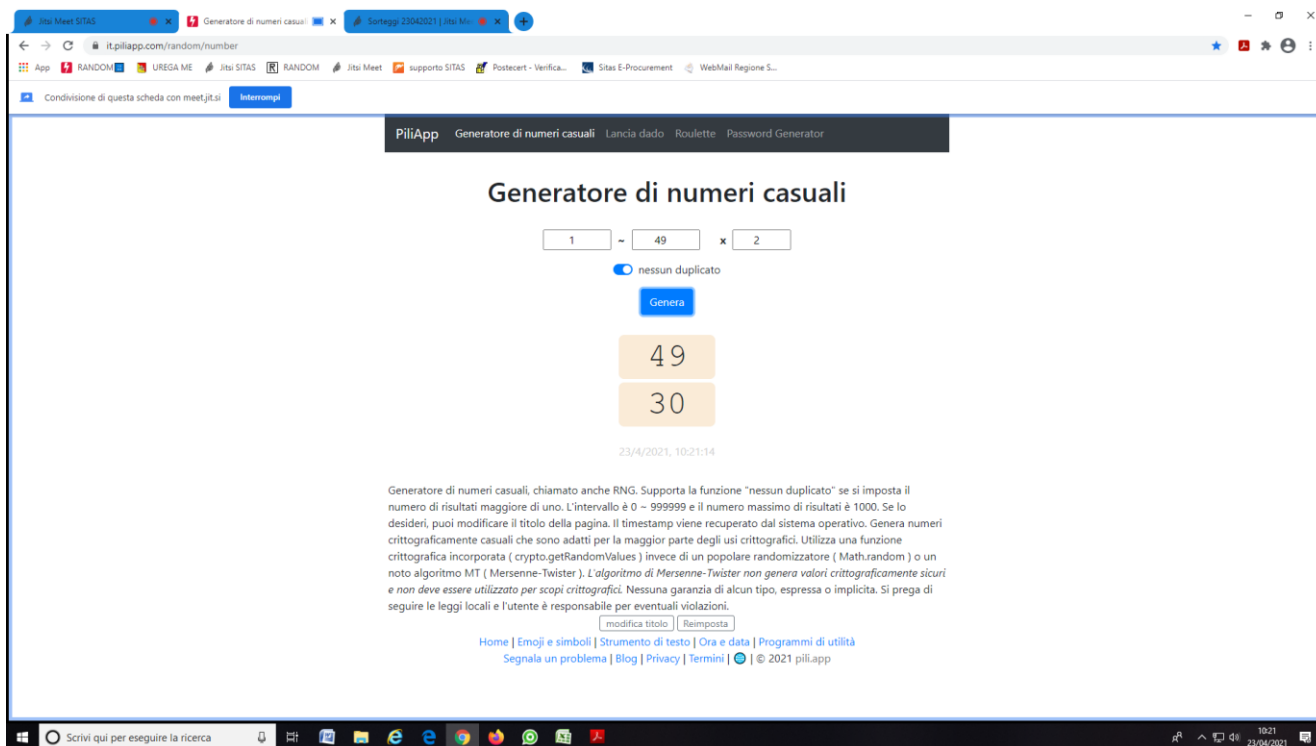 Jitsi Meet SITAS
Generatore di numeri casuali
Sorteggi 23042021 | Jitsi Me
it.piliapp.com/random/number
App RANDOM UREGA ME Jitsi SITAS RANDOM Jitsi Meet supporto SITAS Postecert - Verifica... Sitas E-Procurement WebMail Regione S...
Condivisione di questa scheda con meet.jit.si Interrompi
PiliApp Generatore di numeri casuali Lancia dado Roulette Password Generator
Generatore di numeri casuali
1 ~ 49 x 2
nessun duplicato
Genera
49
30
23/4/2021, 10:21:14
Generatore di numeri casuali, chiamato anche RNG. Supporta la funzione "nessun duplicato" se si imposta il
numero di risultati maggiore di uno. L'intervallo è 0 ~ 999999 e il numero massimo di risultati è 1000. Se lo
desideri, puoi modificare il titolo della pagina. Il timestamp viene recuperato dal sistema operativo. Genera numeri
crittograficamente casuali che sono adatti per la maggior parte degli usi crittografici. Utilizza una funzione
crittografica incorporata ( crypto.getRandomValues ) invece di un popolare randomizzatore ( Math.random ) o un
noto algoritmo MT ( Mersenne-Twister ). L'algoritmo di Mersenne-Twister non genera valori crittograficamente sicuri
e non deve essere utilizzato per scopi crittografici. Nessuna garanzia di alcun tipo, espressa o implicita. Si prega di
seguire le leggi locali e l'utente è responsabile per eventuali violazioni.
modifica titolo Reimposta
Home | Emoji e simboli | Strumento di testo | Ora e data | Programmi di utilità
Segnala un problema | Blog | Privacy | Termini | 🌐 | © 2021 pili.app
Scrivi qui per eseguire la ricerca
10:21
23/04/2021